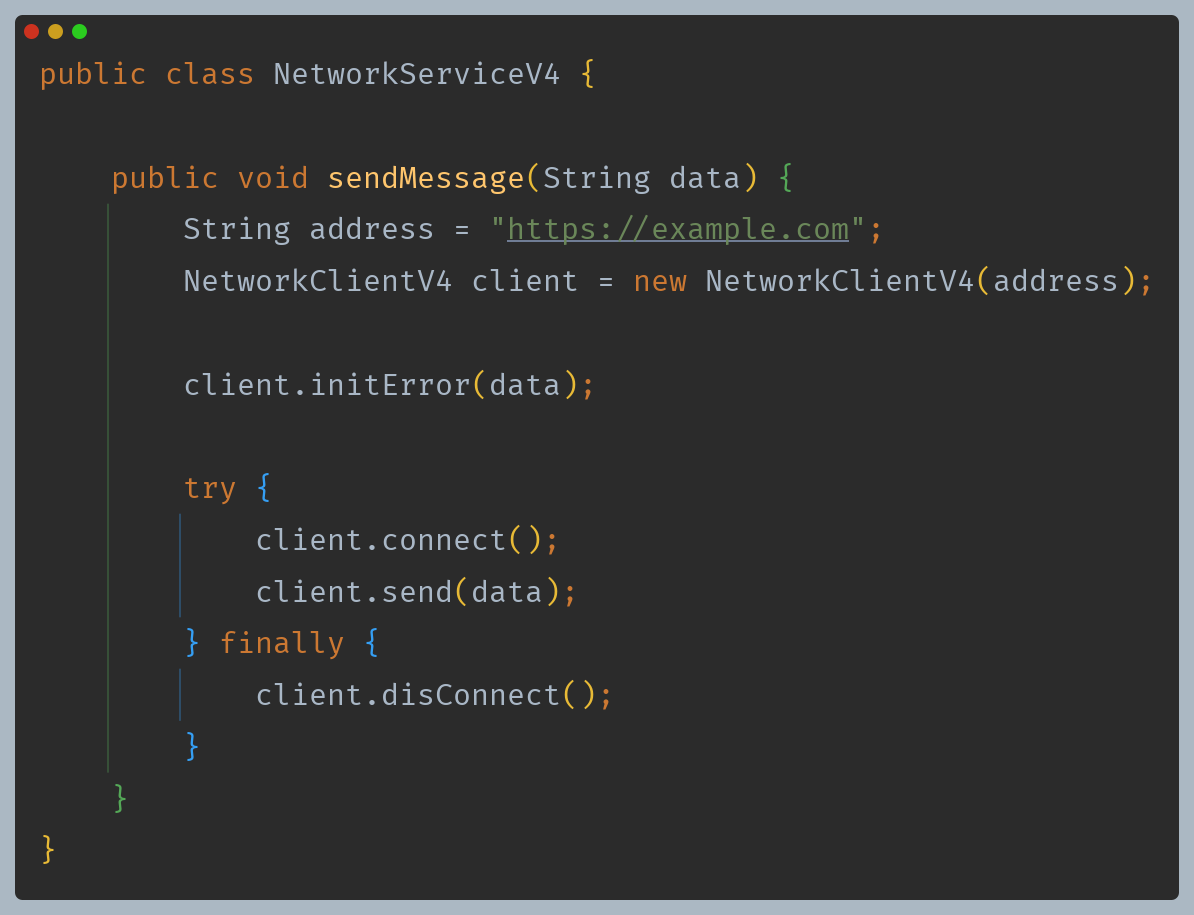 public class NetworkServiceV4 {
    public void sendMessage(String data) {
        String address = "https://example.com";
        NetworkClientV4 client = new NetworkClientV4(address);
        client.initError(data);
        try {
            client.connect();
            client.send(data);
        } finally {
            client.disConnect();
        }
    }
}